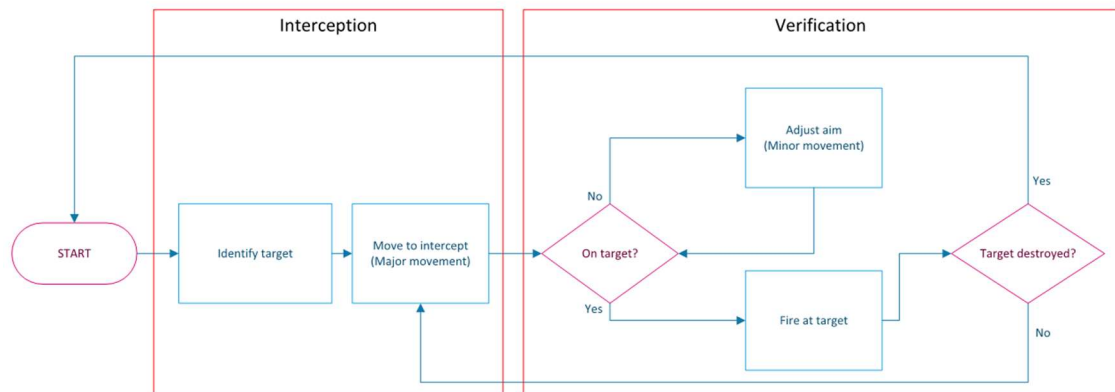 Interception
Verification
START
Identify target
Move to intercept
(Major movement)
On target?
No
Yes
Adjust aim
(Minor movement)
Fire at target
Target destroyed?
Yes
No